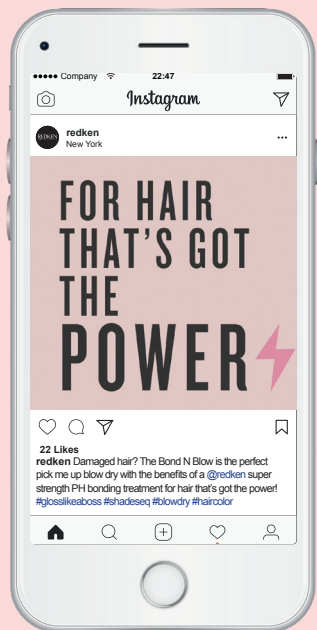 Company
22:47
Instagram
REDKEN
redken
New York
FOR HAIR
THAT'S GOT
THE
POWER
22 Likes
redken Damaged hair? The Bond N Blow is the perfect
pick me up blow dry with the benefits of a @redken super
strength PH bonding treatment for hair that's got the power!
#glosslikeaboss #shadeseq #blowdry #haircolor